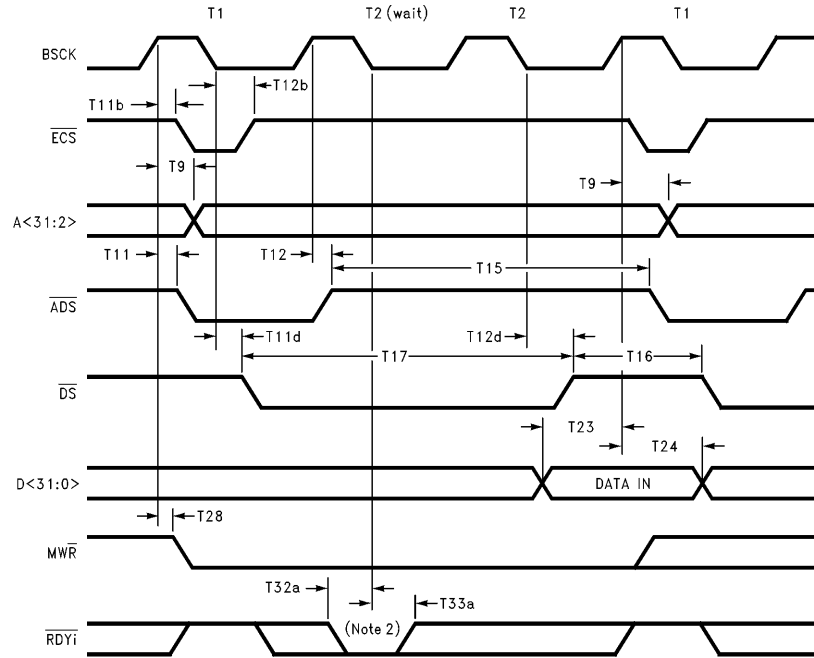 T1 T2 (wait) T2 T1
BSCK
T12b
T11b
ECS
T9 T9
A<31:2>
T11 T12 T15
ADS
T11d T17 T12d T16
DS
T23
T24
D<31:0> DATA IN
T28
MWR
T32a T33a
(Note 2)
RDYi